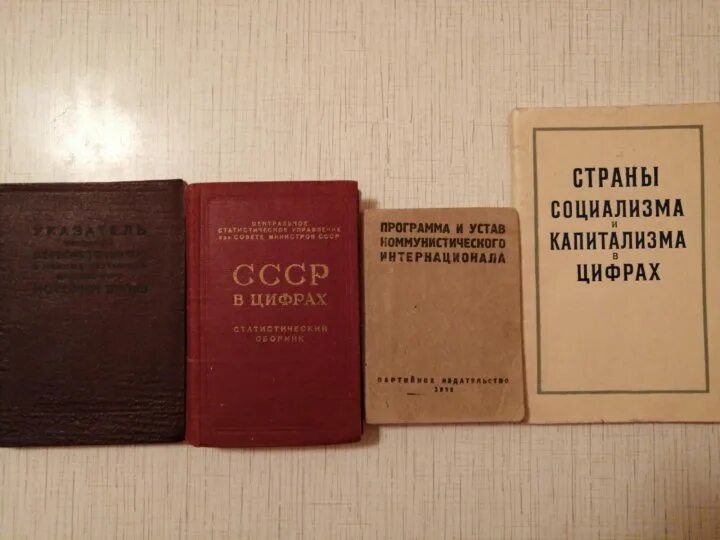 УКАЗАТЕЛЬ
ЦЕНТРАЛЬНОЕ
СТАТИСТИЧЕСКОЕ УПРАВЛЕНИЕ
ПРИ СОВЕТЕ МИНИСТРОВ СССР
СССР
В ЦИФРАХ
СТАТИСТИЧЕСКИЙ
СБОРНИК
ПРОГРАММА И УСТАВ
КОММУНИСТИЧЕСКОГО
ИНТЕРНАЦИОНАЛА
ПАРТИЙНОЕ ИЗДАТЕЛЬСТВО
СТРАНЫ
СОЦИАЛИЗМА
И
КАПИТАЛИЗМА
В
ЦИФРАХ